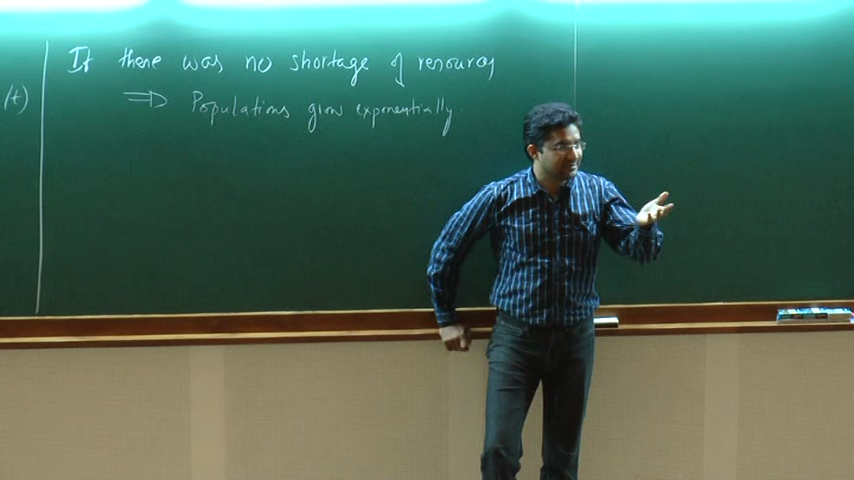 If there was no shortage of resources
(t)
⇒ Populations grow exponentially.